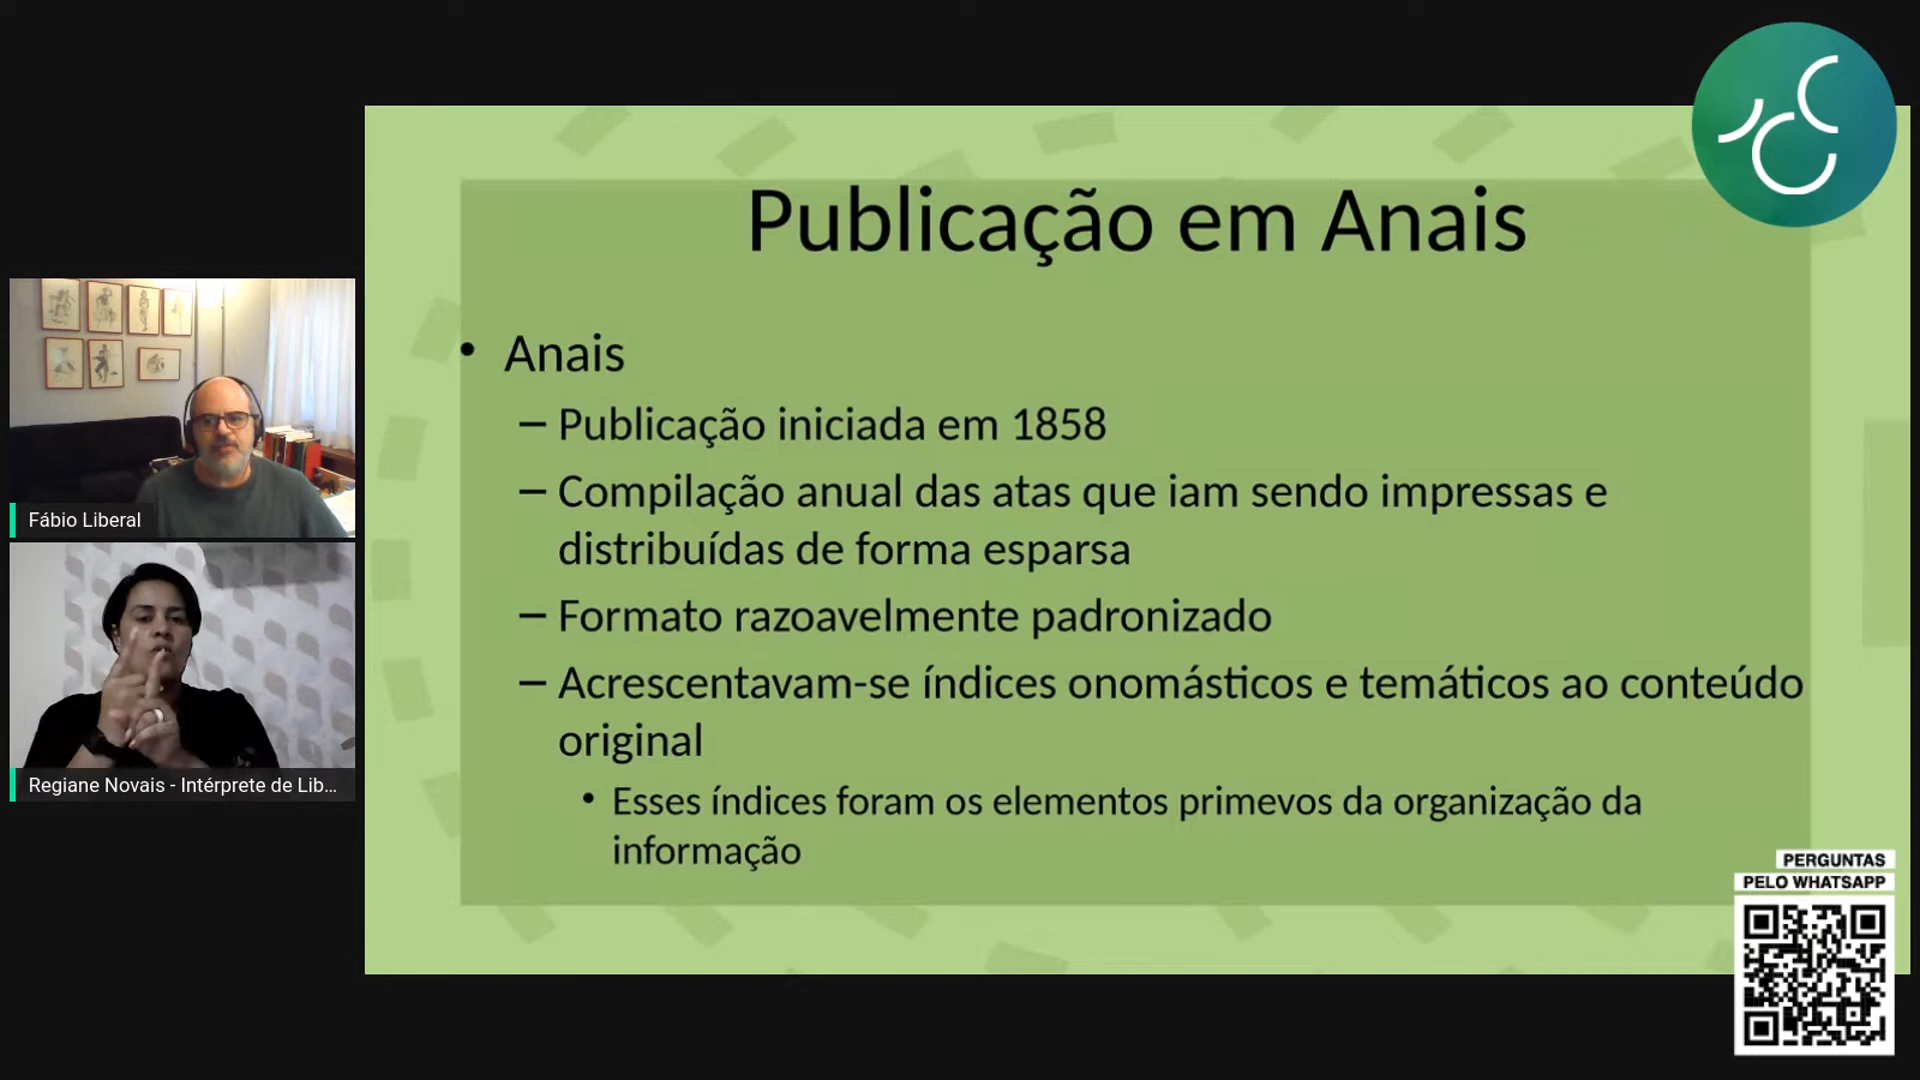 Publicação em Anais
• Anais
– Publicação iniciada em 1858
– Compilação anual das atas que iam sendo impressas e
distribuídas de forma esparsa
– Formato razoavelmente padronizado
– Acrescentavam-se índices onomásticos e temáticos ao conteúdo
original
• Esses índices foram os elementos primevos da organização da
informação
Fábio Liberal
Regiane Novais - Intérprete de Lib...
PERGUNTAS
PELO WHATSAPP